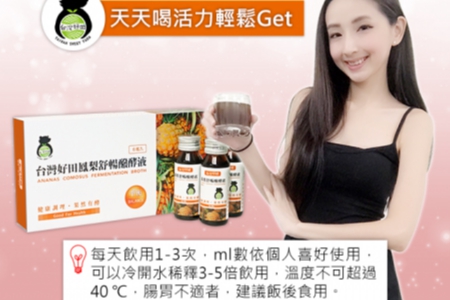 天天喝活力輕鬆Get
台灣好田鳳梨舒暢酵液
ANANAS COMOSUS FERMENTATION BROTH
每天飲用1-3次，ml數依個人喜好使用，
可以冷開水稀釋3-5倍飲用，溫度不可超過
40℃，腸胃不適者，建議飯後食用。